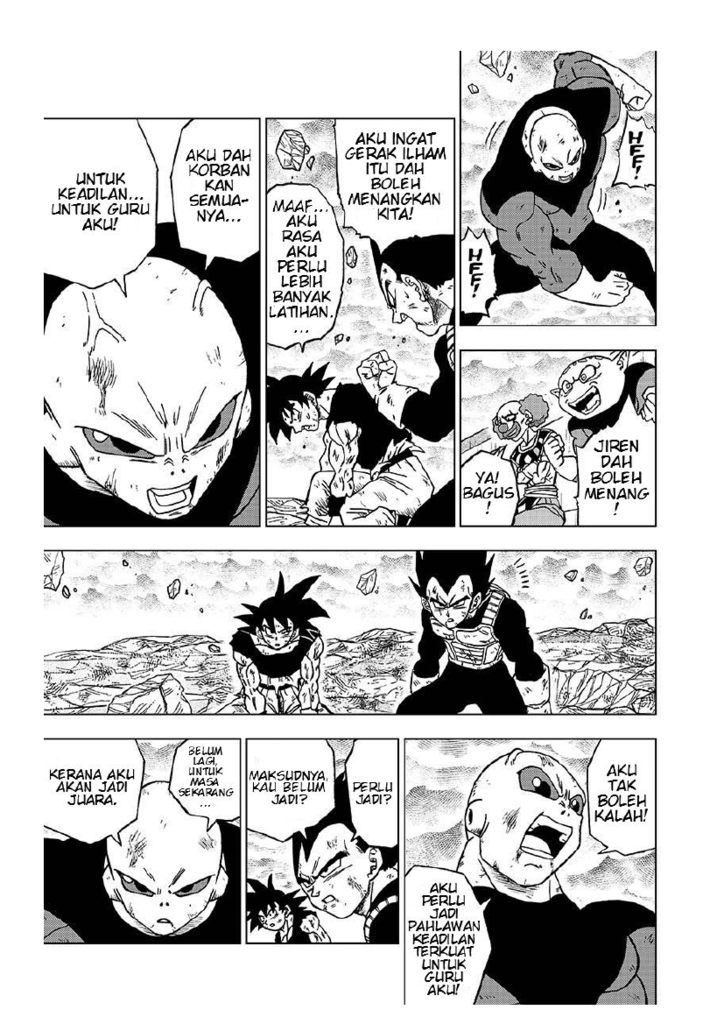 HFF!
HFF!
AKU INGAT
GERAK ILHAM
ITU DAH
BOLEH
MENANGKAN
KITA!
MAAF...
AKU
RASA
AKU
PERLU
LEBIH
BANYAK
LATIHAN.
...
AKU DAH
KORBAN
KAN
SEMUA-
NYA...
UNTUK
KEADILAN...
UNTUK GURU
AKU!
JIREN
DAH
BOLEH
MENANG
!
YA!
BAGUS
!
AKU
TAK
BOLEH
KALAH!
AKU
PERLU
JADI
PAHLAWAN
KEADILAN
TERKUAT
UNTUK
GURU
AKU!
PERLU
JADI?
MAKSUDNYA,
KAU BELUM
JADI?
BELUM
LAGI,
UNTUK
MASA
SEKARANG
...
KERANA AKU
AKAN JADI
JUARA.